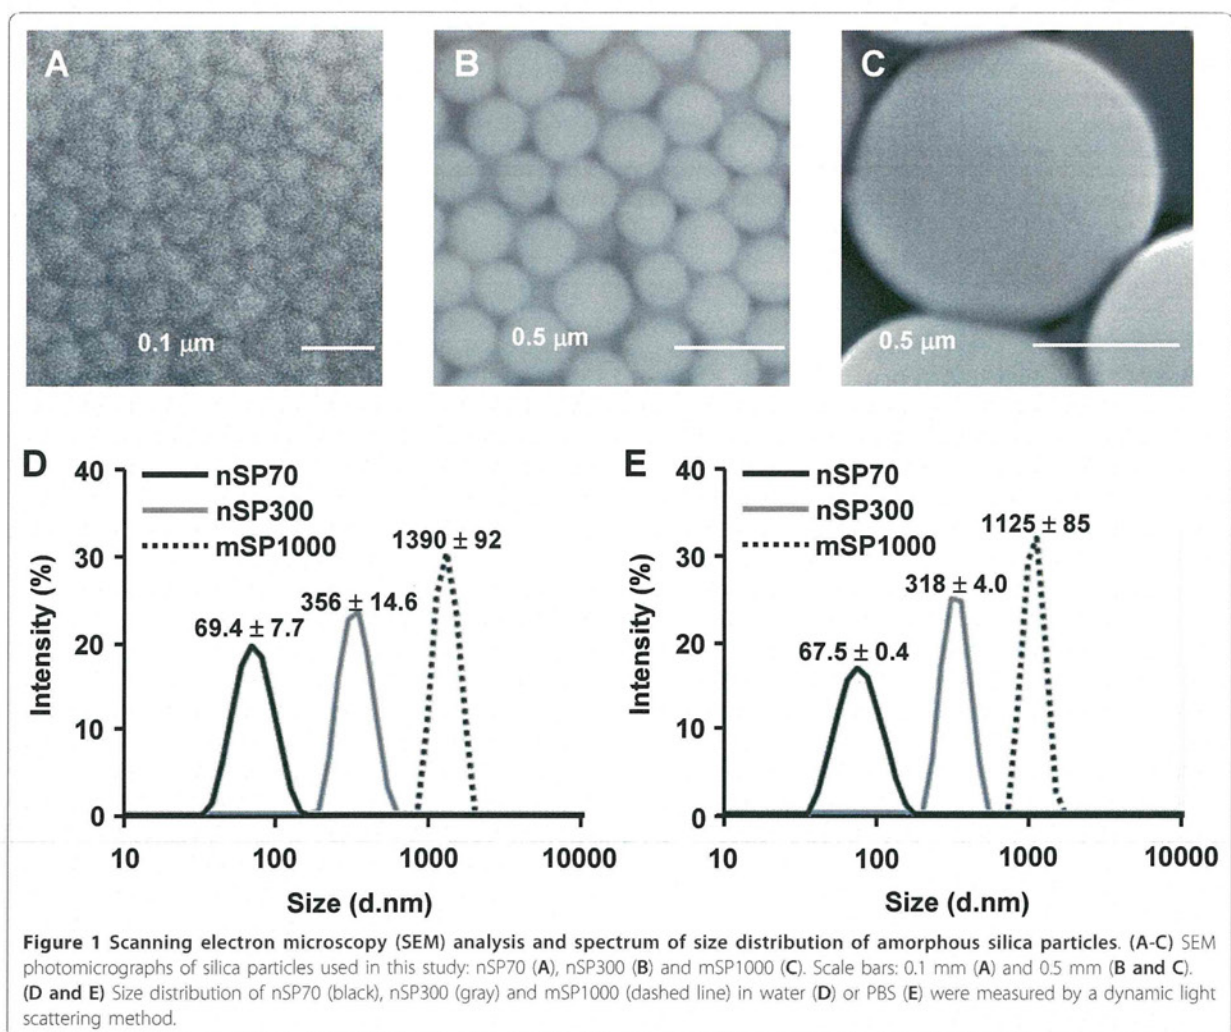 A
B
C
0.1 μm
0.5 μm
0.5 μm
D
40
30
20
10
0
Intensity (%)
nSP70
nSP300
mSP1000
1390 ± 92
356 ± 14.6
69.4 ± 7.7
10
100
1000
10000
Size (d.nm)
E
40
30
20
10
0
Intensity (%)
nSP70
nSP300
mSP1000
1125 ± 85
318 ± 4.0
67.5 ± 0.4
10
100
1000
10000
Size (d.nm)
Figure 1 Scanning electron microscopy (SEM) analysis and spectrum of size distribution of amorphous silica particles. (A-C) SEM
photomicrographs of silica particles used in this study: nSP70 (A), nSP300 (B) and mSP1000 (C). Scale bars: 0.1 mm (A) and 0.5 mm (B and C).
(D and E) Size distribution of nSP70 (black), nSP300 (gray) and mSP1000 (dashed line) in water (D) or PBS (E) were measured by a dynamic light
scattering method.